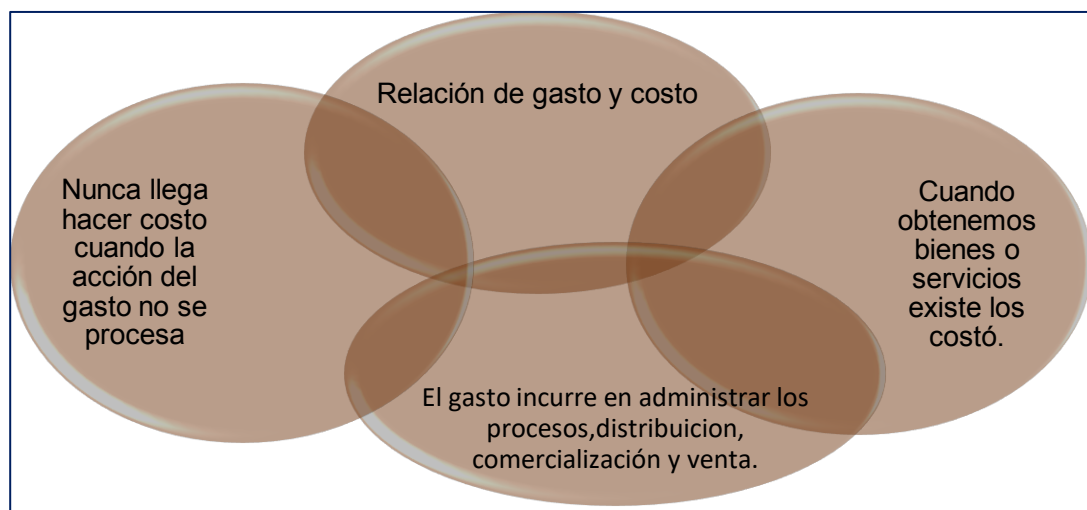 Relación de gasto y costo
Nunca llega
hacer costo
cuando la
acción del
gasto no se
procesa
Cuando
obtenemos
bienes o
servicios
existe los
costó.
El gasto incurre en administrar los
procesos,distribuicion,
comercialización y venta.